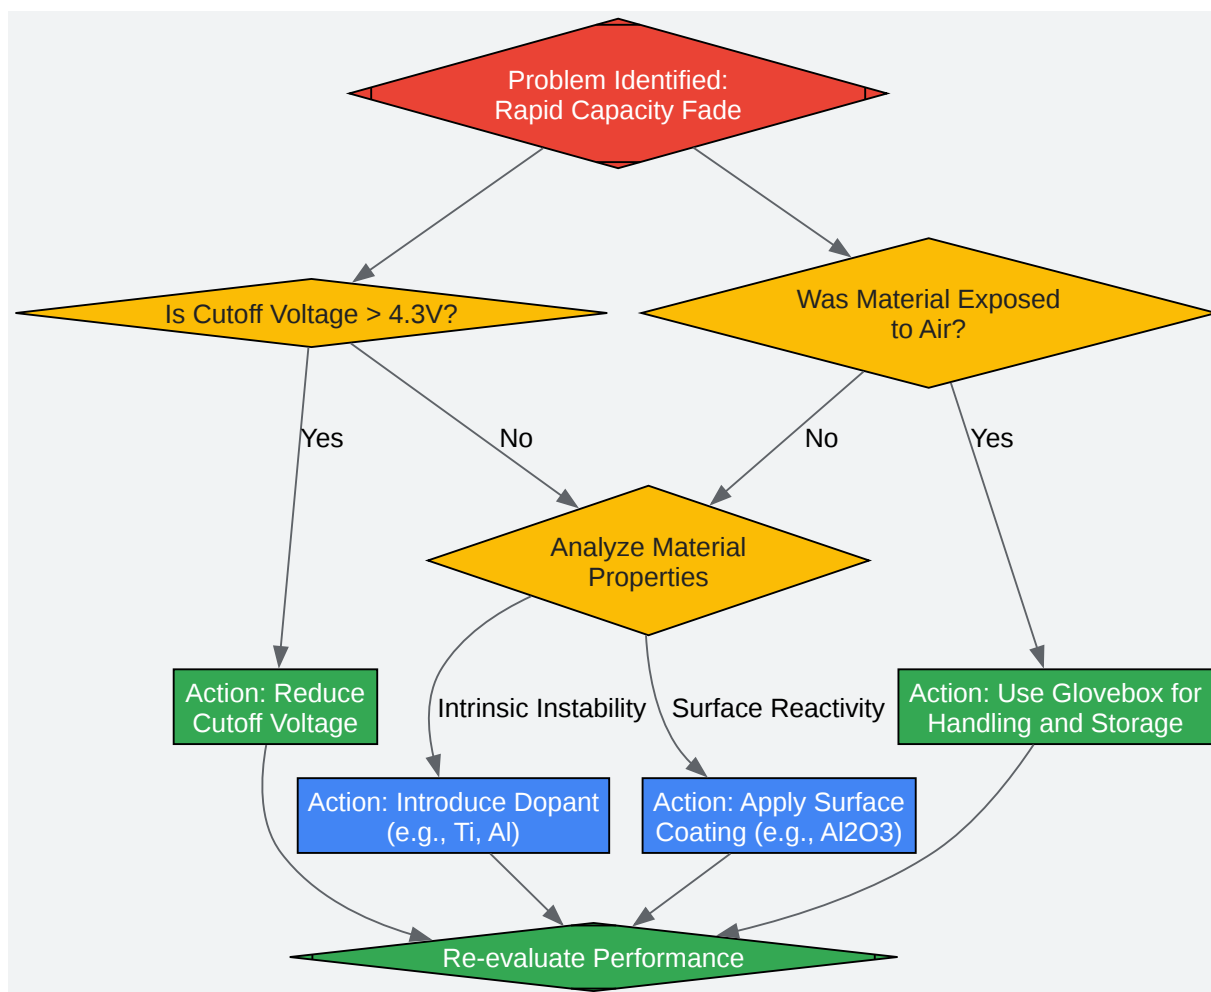 Problem Identified:
Rapid Capacity Fade
Is Cutoff Voltage > 4.3V?
Was Material Exposed
to Air?
Yes
No
No
Yes
Analyze Material
Properties
Action: Reduce
Cutoff Voltage
Intrinsic Instability
Surface Reactivity
Action: Use Glovebox for
Handling and Storage
Action: Introduce Dopant
(e.g., Ti, Al)
Action: Apply Surface
Coating (e.g., Al2O3)
Re-evaluate Performance